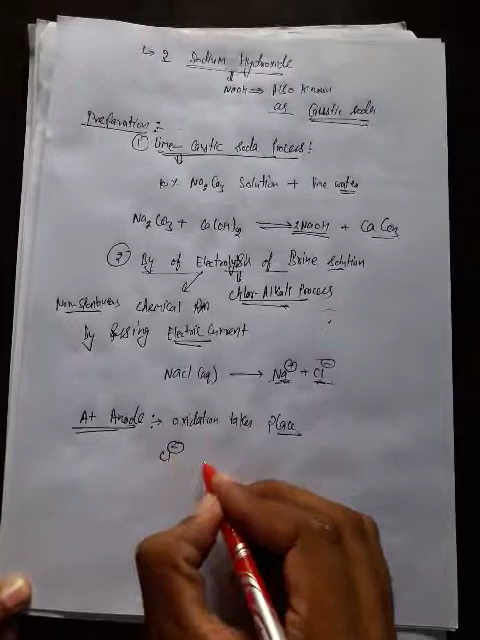 ↳ 2 Sodium Hydroxide
NaOH ⇒ Also known
as Caustic soda
Preparation :-
① Lime-Caustic soda Process:
10% Na2CO3 Solution + lime water
Na2CO3 + Ca(OH)2 ⇌ 2NaOH + CaCO3
② By of Electrolysis of Brine solution
Chlor-Alkali Process
Non-spontaneous chemical Rxn
By using Electric Current
NaCl(aq) → Na⊕ + Cl⊖
At Anode :→ oxidation takes place
Cl⊖